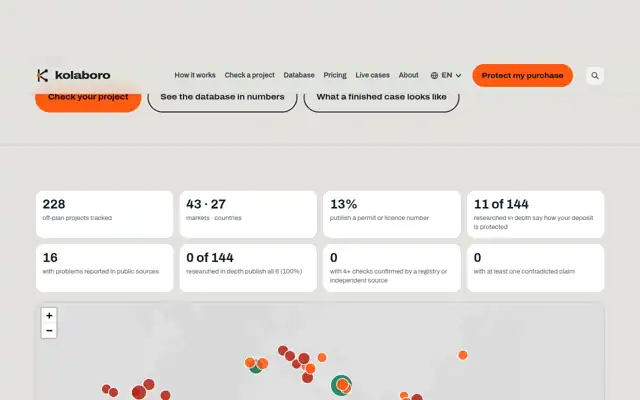 kolaboro
How it works
Check a project
Database
Pricing
Live cases
About
EN
Protect my purchase
Check your project
See the database in numbers
What a finished case looks like
228
off-plan projects tracked
43 · 27
markets · countries
13%
publish a permit or licence number
11 of 144
researched in depth say how your deposit
is protected
16
with problems reported in public sources
0 of 144
researched in depth publish all 6 (100%)
0
with 4+ checks confirmed by a registry or
independent source
0
with at least one contradicted claim
+
−